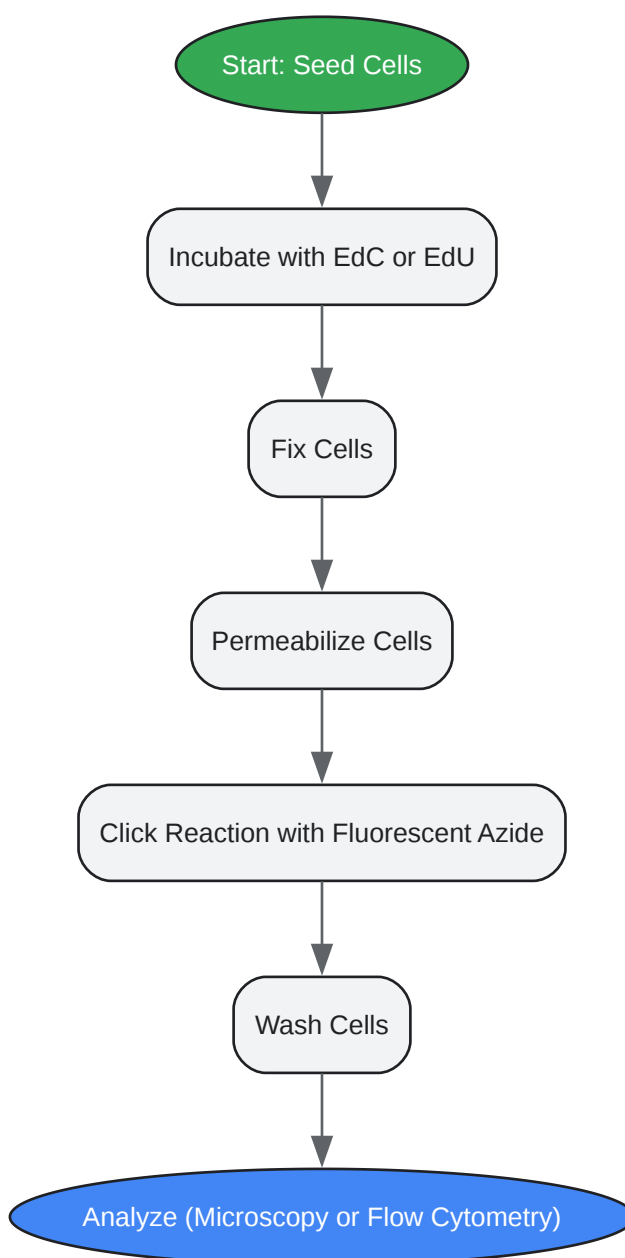 Start: Seed Cells
Incubate with EdC or EdU
Fix Cells
Permeabilize Cells
Click Reaction with Fluorescent Azide
Wash Cells
Analyze (Microscopy or Flow Cytometry)